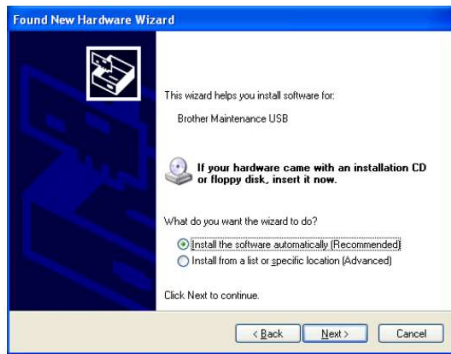 Found New Hardware Wizard
This wizard helps you install software for:
Brother Maintenance USB
If your hardware came with an installation CD
or floppy disk, insert it now.
What do you want the wizard to do?
Install the software automatically (Recommended)
Install from a list or specific location (Advanced)
Click Next to continue.
< Back Next > Cancel